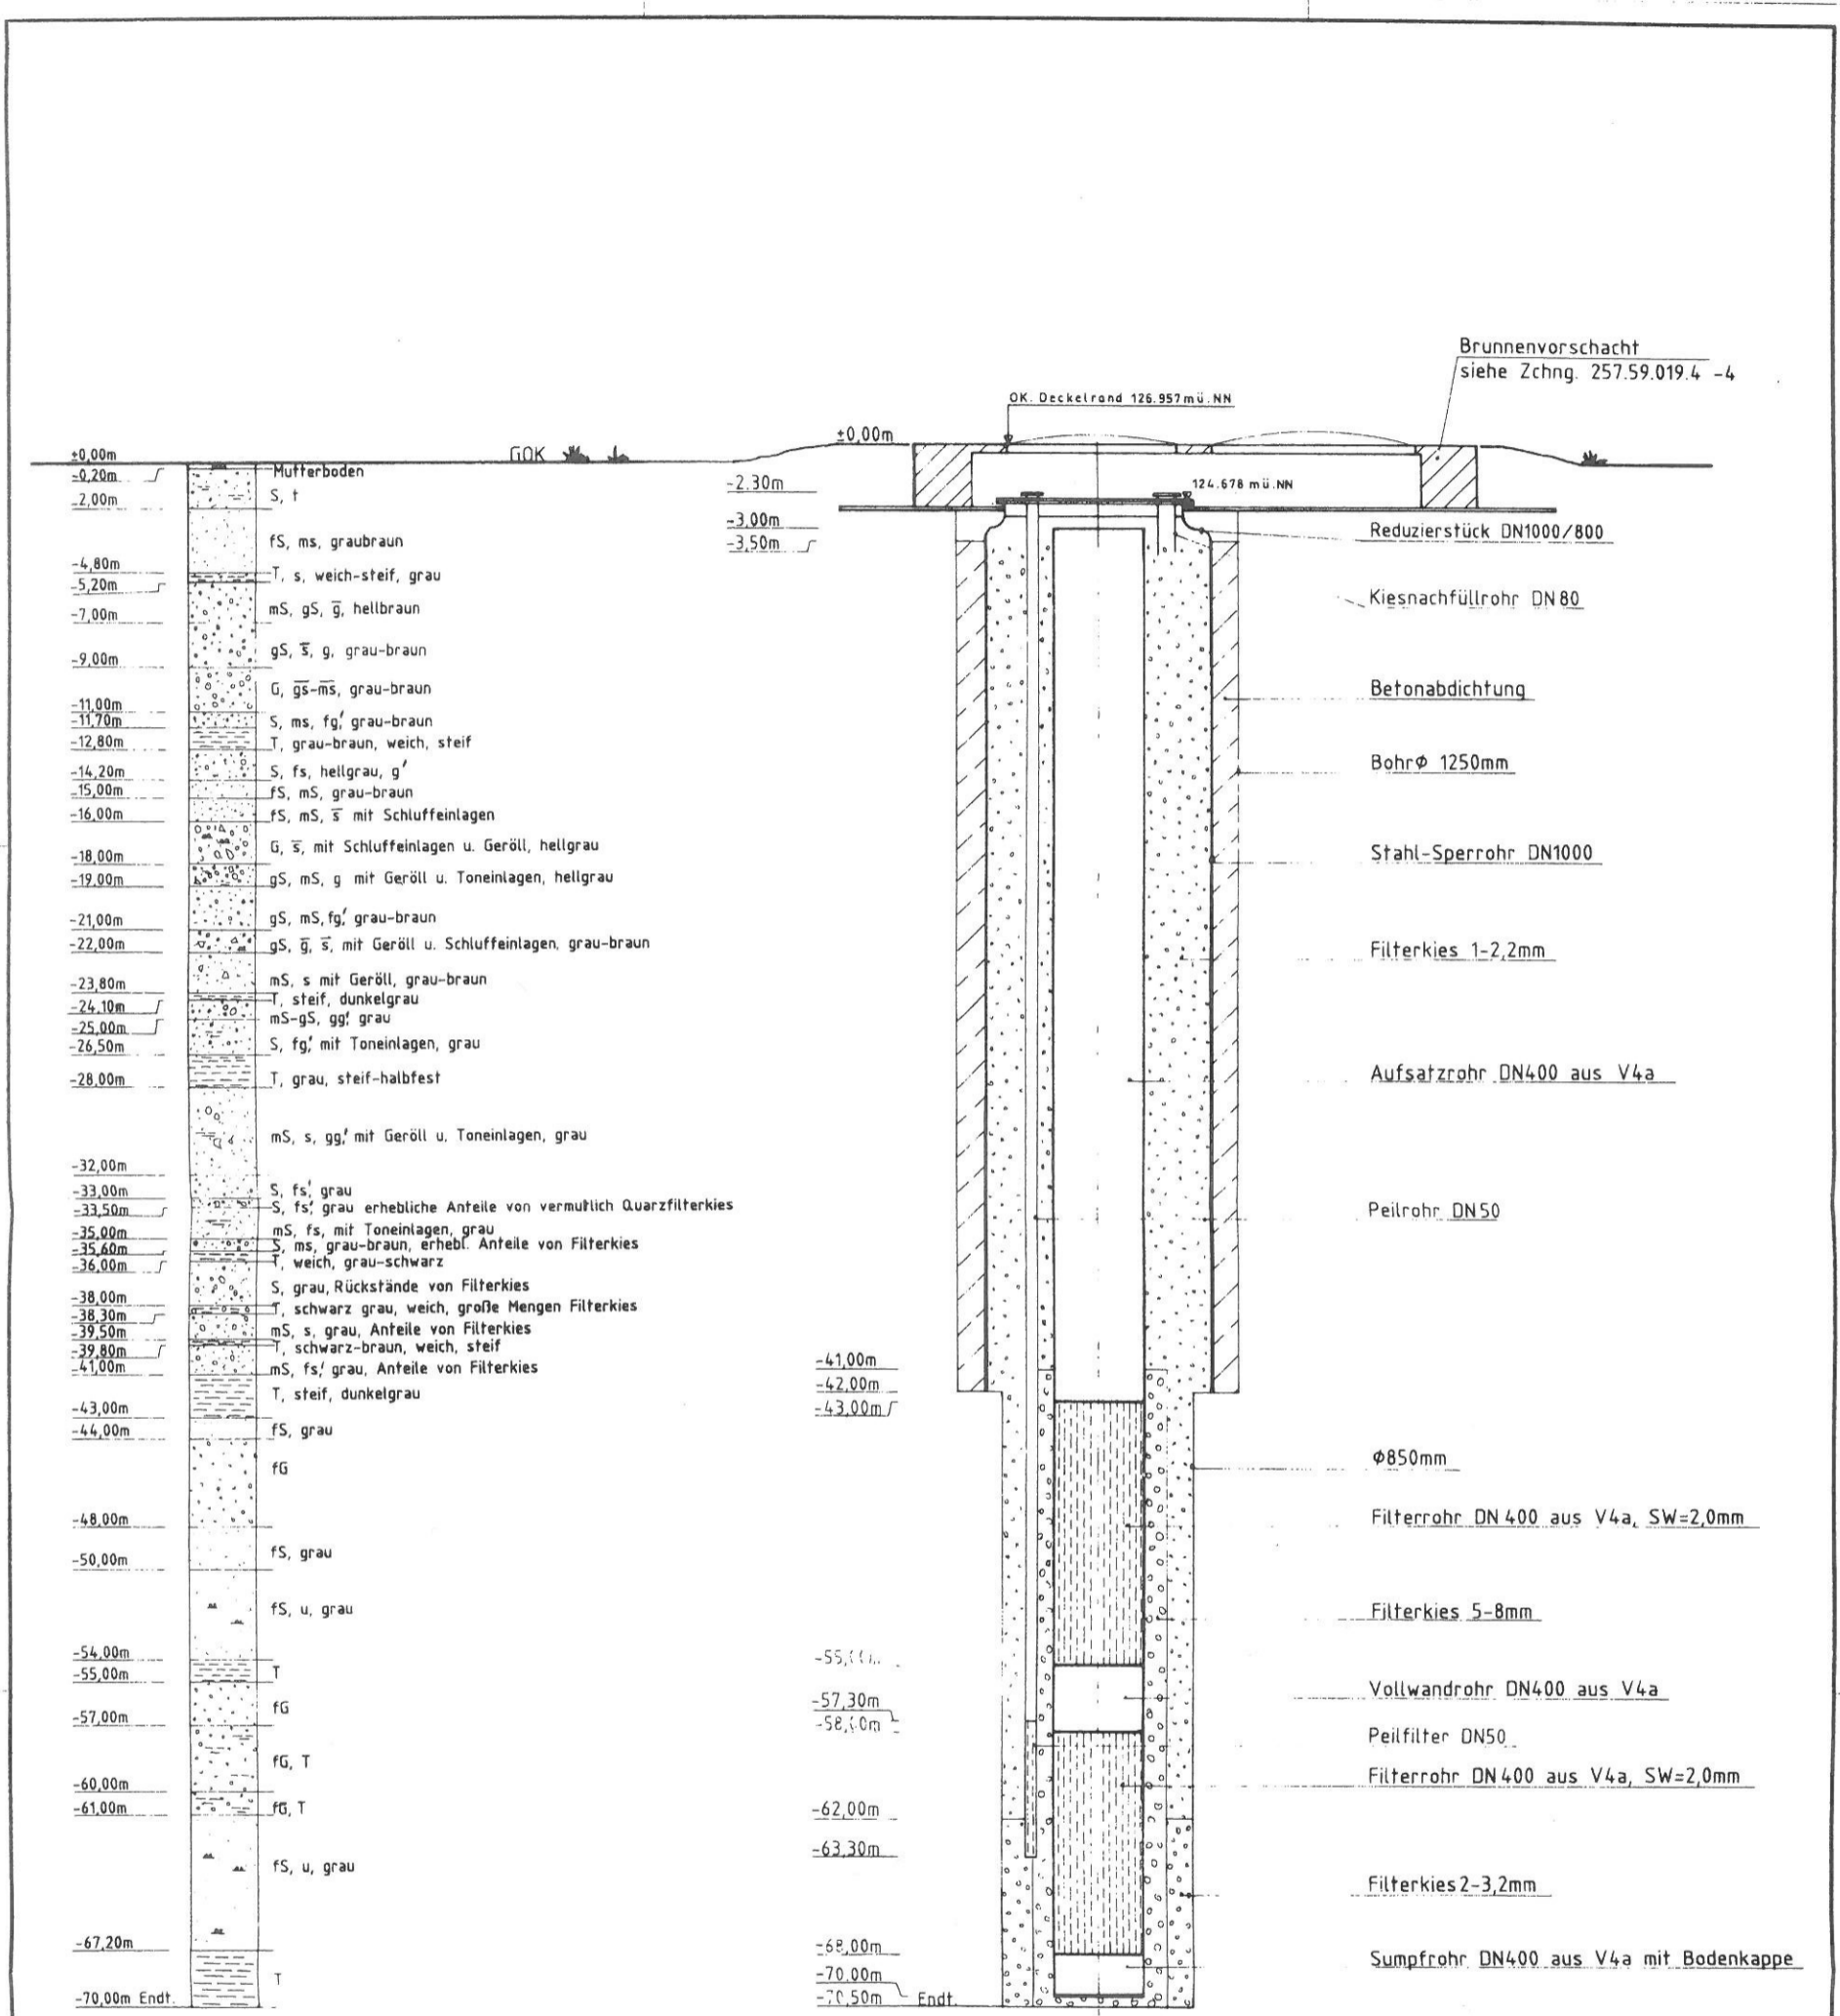 Brunnenvorschacht
siehe Zchng. 257.59.019.4 -4
OK. Deckelrand 126.957mü.NN
±0,00m
GOK
±0,00m
-0,20m
Mutterboden
-2,00m
S, t
fS, ms, graubraun
-4,80m
T, s, weich-steif, grau
-5,20m
mS, gS, g̅, hellbraun
-7,00m
gS, s̅, g, grau-braun
-9,00m
G, g̅s̅-m̅s̅, grau-braun
-11,00m
-11,70m
S, ms, fg,' grau-braun
-12,80m
T, grau-braun, weich, steif
-14,20m
S, fs, hellgrau, g'
-15,00m
fS, mS, grau-braun
-16,00m
fS, mS, s̅ mit Schluffeinlagen
G, s̅, mit Schluffeinlagen u. Geröll, hellgrau
-18,00m
-19,00m
gS, mS, g mit Geröll u. Toneinlagen, hellgrau
-21,00m
gS, mS, fg,' grau-braun
-22,00m
gS, g̅, s̅, mit Geröll u. Schluffeinlagen, grau-braun
-23,80m
mS, s mit Geröll, grau-braun
T, steif, dunkelgrau
-24,10m
mS-gS, gg,' grau
-25,00m
-26,50m
S, fg,' mit Toneinlagen, grau
-28,00m
T, grau, steif-halbfest
mS, s, gg,' mit Geröll u. Toneinlagen, grau
-32,00m
-33,00m
S, fs,' grau
-33,50m
S, fs,' grau erhebliche Anteile von vermutlich Quarzfilterkies
-35,00m
mS, fs, mit Toneinlagen, grau
-35,60m
S, ms, grau-braun, erhebl. Anteile von Filterkies
-36,00m
T, weich, grau-schwarz
S, grau, Rückstände von Filterkies
-38,00m
T, schwarz grau, weich, große Mengen Filterkies
-38,30m
-39,50m
mS, s, grau, Anteile von Filterkies
-39,80m
T, schwarz-braun, weich, steif
-41,00m
mS, fs,' grau, Anteile von Filterkies
T, steif, dunkelgrau
-43,00m
-44,00m
fS, grau
fG
-48,00m
fS, grau
-50,00m
fS, u, grau
-54,00m
-55,00m
T
fG
-57,00m
fG, T
-60,00m
-61,00m
fG̅, T
fS, u, grau
-67,20m
T
-70,00m Endt.
-2.30m
124.678 mü.NN
-3,00m
-3,50m
-41,00m
-42,00m
-43,00m
-57,30m
-62,00m
-63,30m
-68,00m
-70.00m
-70,50m Endt.
Reduzierstück DN1000/800
Kiesnachfüllrohr DN 80
Betonabdichtung
BohrΦ 1250mm
Stahl-Sperrohr DN1000
Filterkies 1-2,2mm
Aufsatzrohr DN400 aus V4a
Peilrohr DN50
Φ850mm
Filterrohr DN 400 aus V4a, SW=2,0mm
Filterkies 5-8mm
Vollwandrohr DN400 aus V4a
Peilfilter DN50
Filterrohr DN 400 aus V4a, SW=2,0mm
Filterkies 2-3,2mm
Sumpfrohr DN400 aus V4a mit Bodenkappe